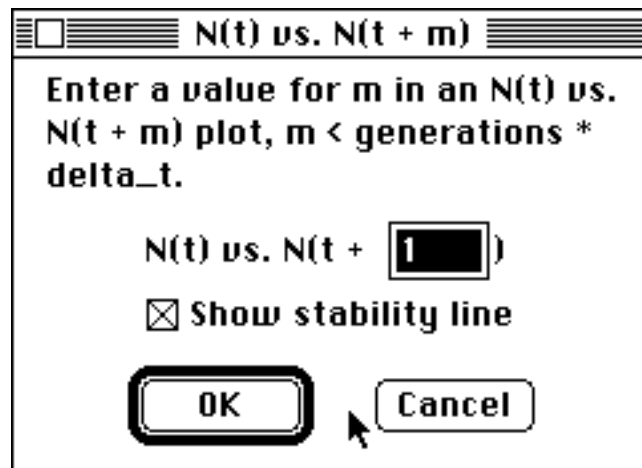 N(t) vs. N(t + m)
Enter a value for m in an N(t) vs.
N(t + m) plot, m < generations *
delta_t.
N(t) vs. N(t + 1)
Show stability line
OK Cancel